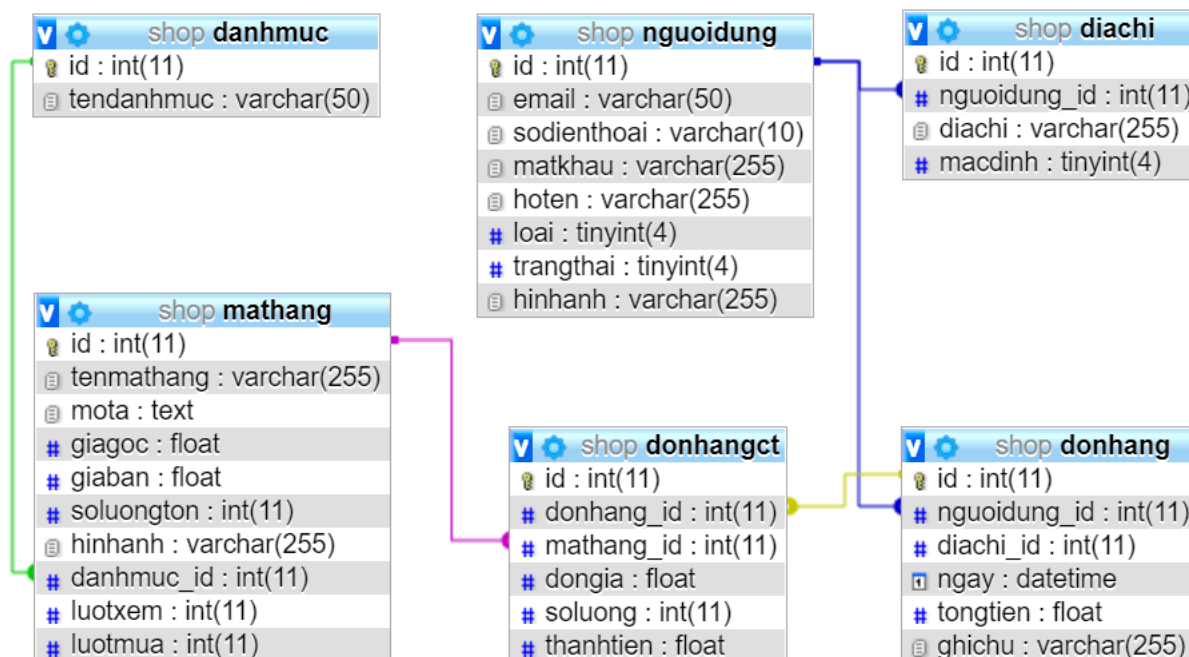 shop danhmuc
id : int(11)
tendanhmuc : varchar(50)
shop nguoidung
id : int(11)
email : varchar(50)
sodienthoai : varchar(10)
matkhau : varchar(255)
hoten : varchar(255)
loai : tinyint(4)
trangthai : tinyint(4)
hinhanh : varchar(255)
shop diachi
id : int(11)
nguoidung_id : int(11)
diachi : varchar(255)
macdinh : tinyint(4)
shop mathang
id : int(11)
tenmathang : varchar(255)
mota : text
giagoc : float
giaban : float
soluongton : int(11)
hinhanh : varchar(255)
danhmuc_id : int(11)
luotxem : int(11)
luotmua : int(11)
shop donhangct
id : int(11)
donhang_id : int(11)
mathang_id : int(11)
dongia : float
soluong : int(11)
thanhtien : float
shop donhang
id : int(11)
nguoidung_id : int(11)
diachi_id : int(11)
ngay : datetime
tongtien : float
ghichu : varchar(255)